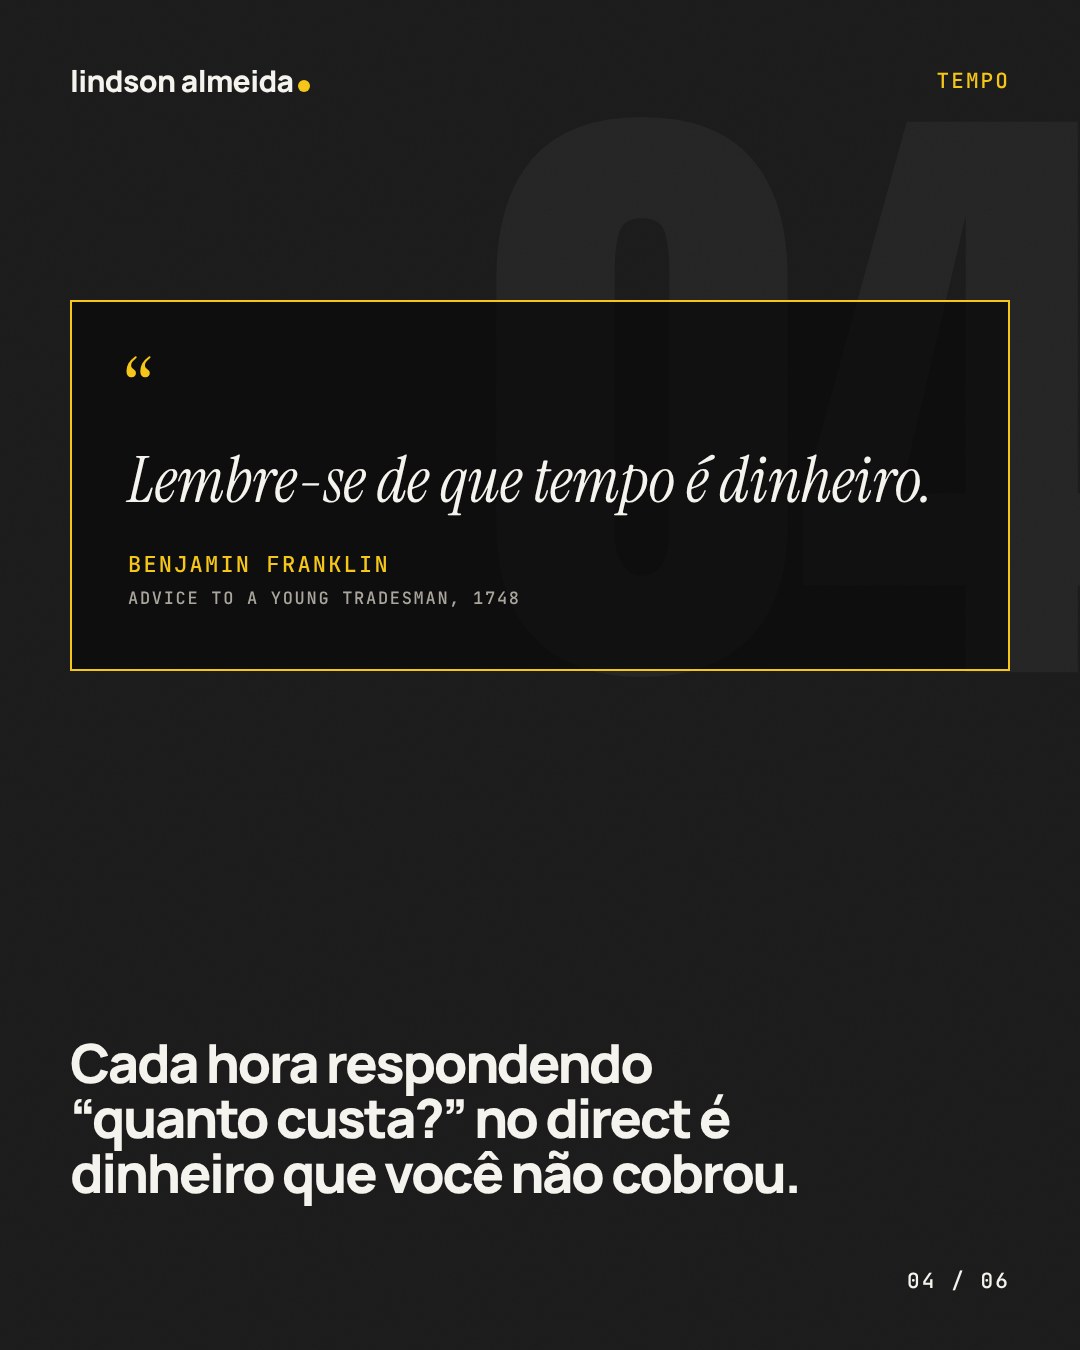 lindson almeida
TEMPO
04
“
Lembre-se de que tempo é dinheiro.
BENJAMIN FRANKLIN
ADVICE TO A YOUNG TRADESMAN, 1748
Cada hora respondendo
“quanto custa?” no direct é
dinheiro que você não cobrou.
04 / 06